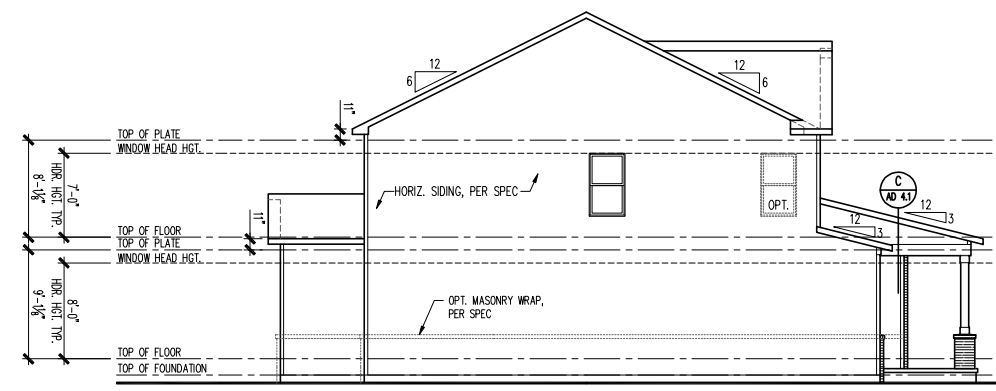 12
6
12
6
11"
TOP OF PLATE
WINDOW HEAD HGT.
8'-1⅛"
7'-0"
HDR. HGT. TYP.
HORIZ. SIDING, PER SPEC
OPT.
C
AD 4.1
12
3
12
3
11"
TOP OF FLOOR
TOP OF PLATE
WINDOW HEAD HGT.
9'-1⅛"
8'-0"
HDR. HGT. TYP.
OPT. MASONRY WRAP,
PER SPEC
TOP OF FLOOR
TOP OF FOUNDATION